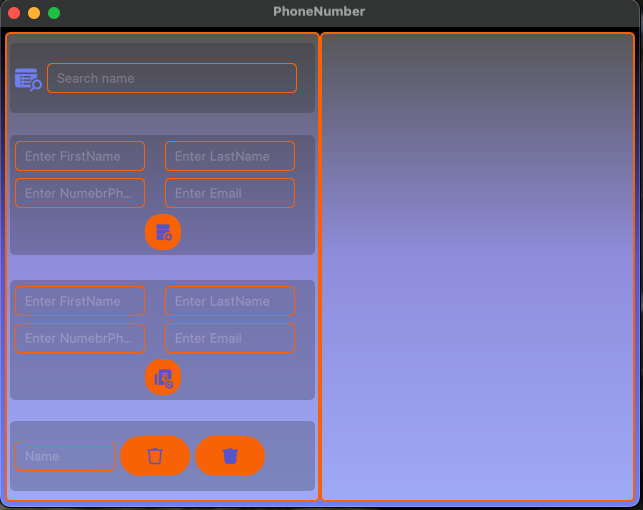 PhoneNumber
Search name
Enter FirstName Enter LastName
Enter NumebrPh... Enter Email
Enter FirstName Enter LastName
Enter NumebrPh... Enter Email
Name